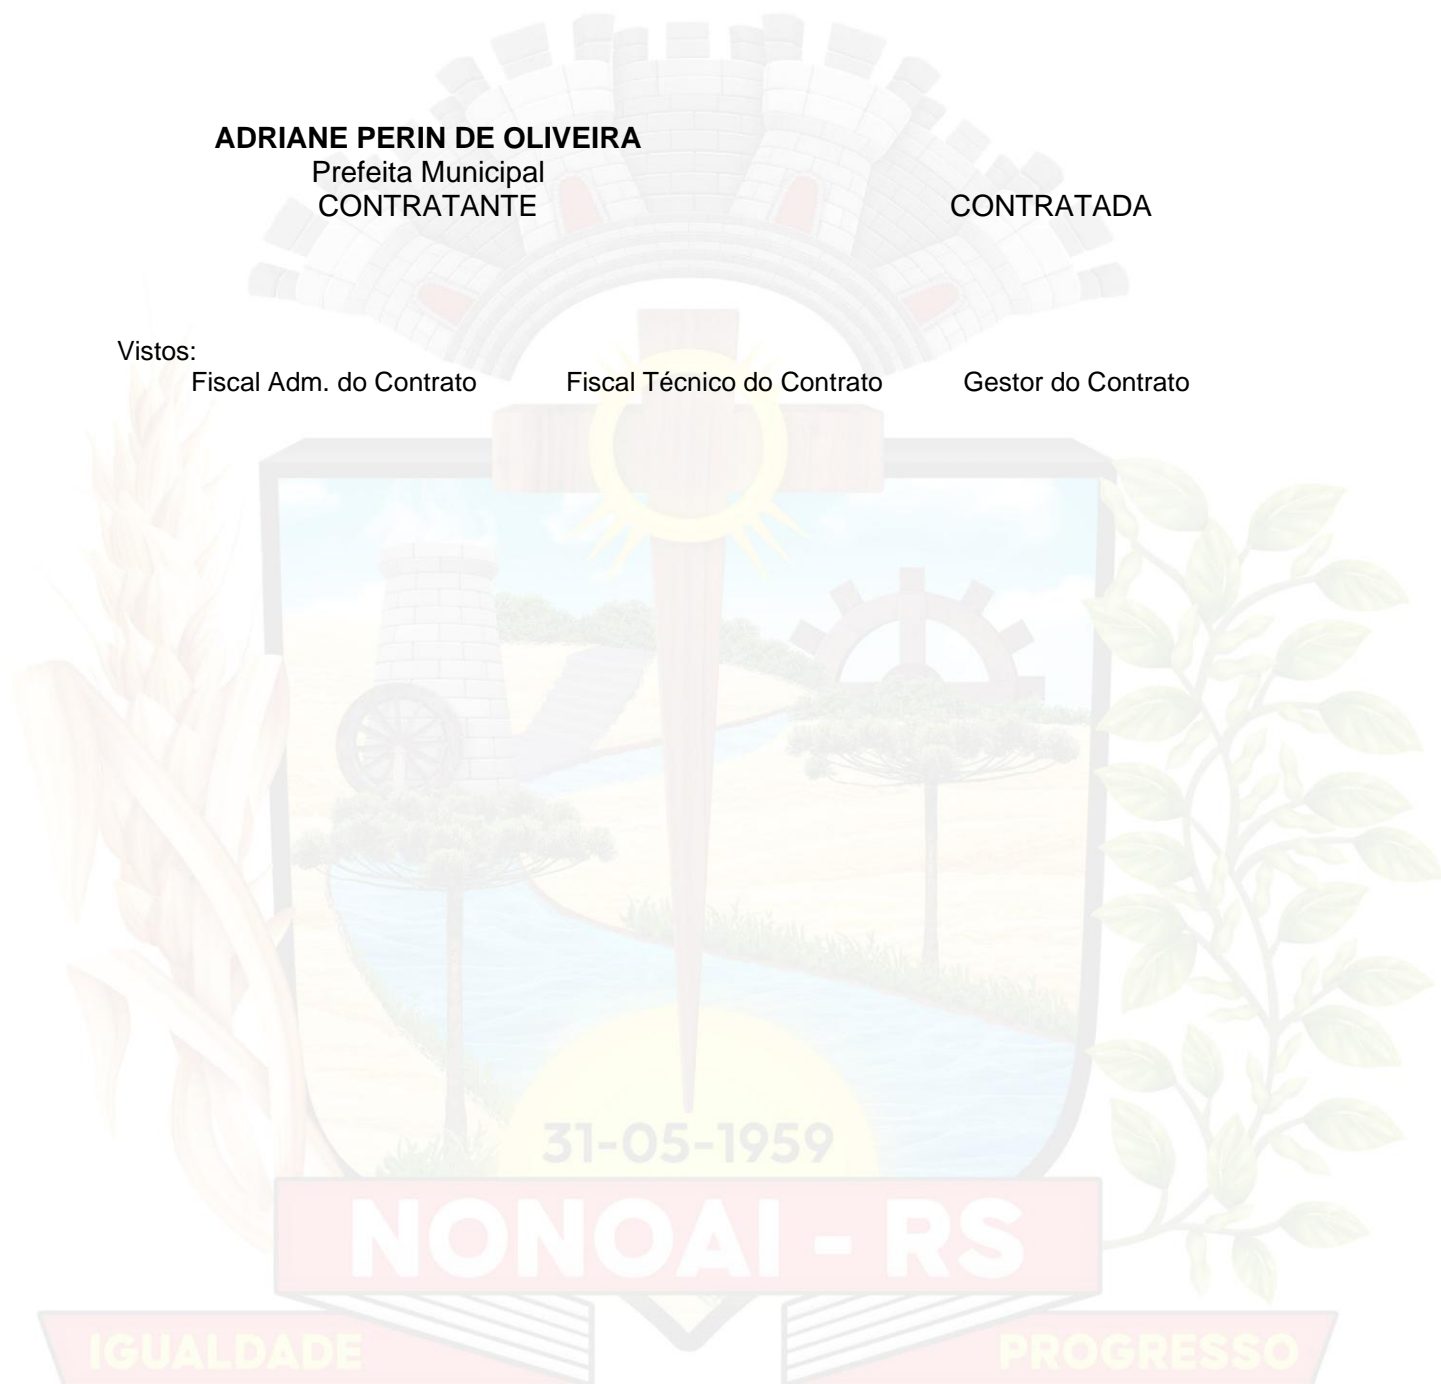 ADRIANE PERIN DE OLIVEIRA
Prefeita Municipal
CONTRATANTE CONTRATADA
Vistos:
Fiscal Adm. do Contrato Fiscal Técnico do Contrato Gestor do Contrato
31-05-1959
NONOAI - RS
IGUALDADE PROGRESSO